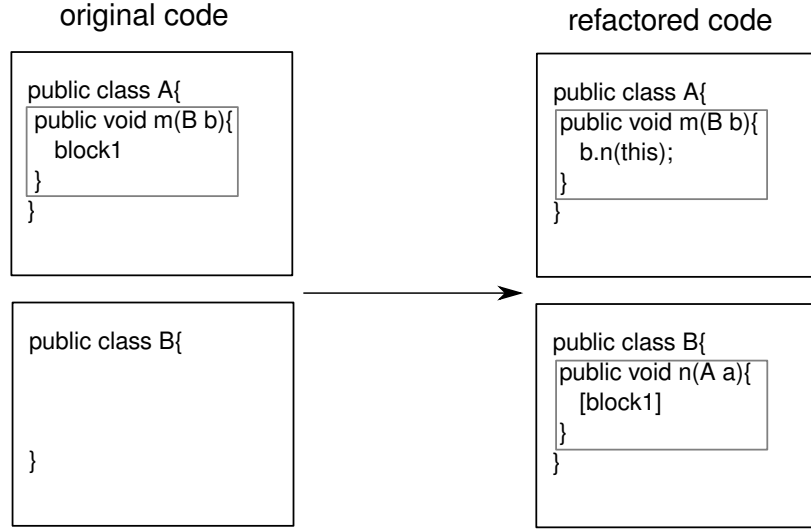 original code
public class A{
public void m(B b){
block1
}
}
public class B{
}
refactored code
public class A{
public void m(B b){
b.n(this);
}
}
public class B{
public void n(A a){
[block1]
}
}